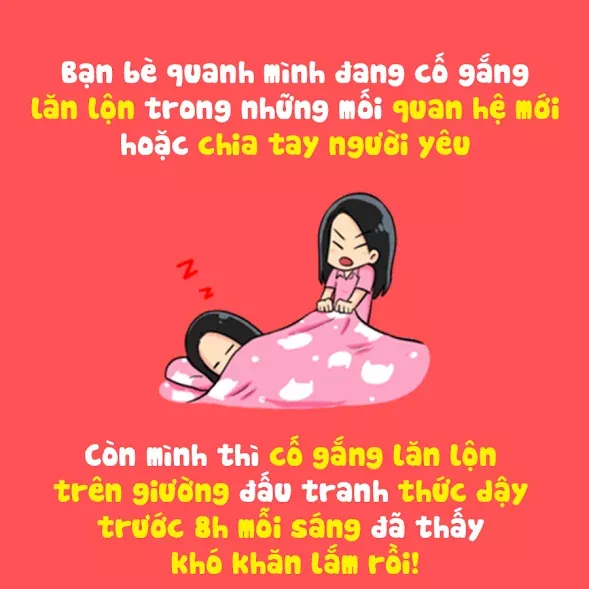 Bạn bè quanh mình đang cố gắng
lăn lộn trong những mối quan hệ mới
hoặc chia tay người yêu
Z
Z
Còn mình thì cố gắng lăn lộn
trên giường đấu tranh thức dậy
trước 8h mỗi sáng đã thấy
khó khăn lắm rồi!